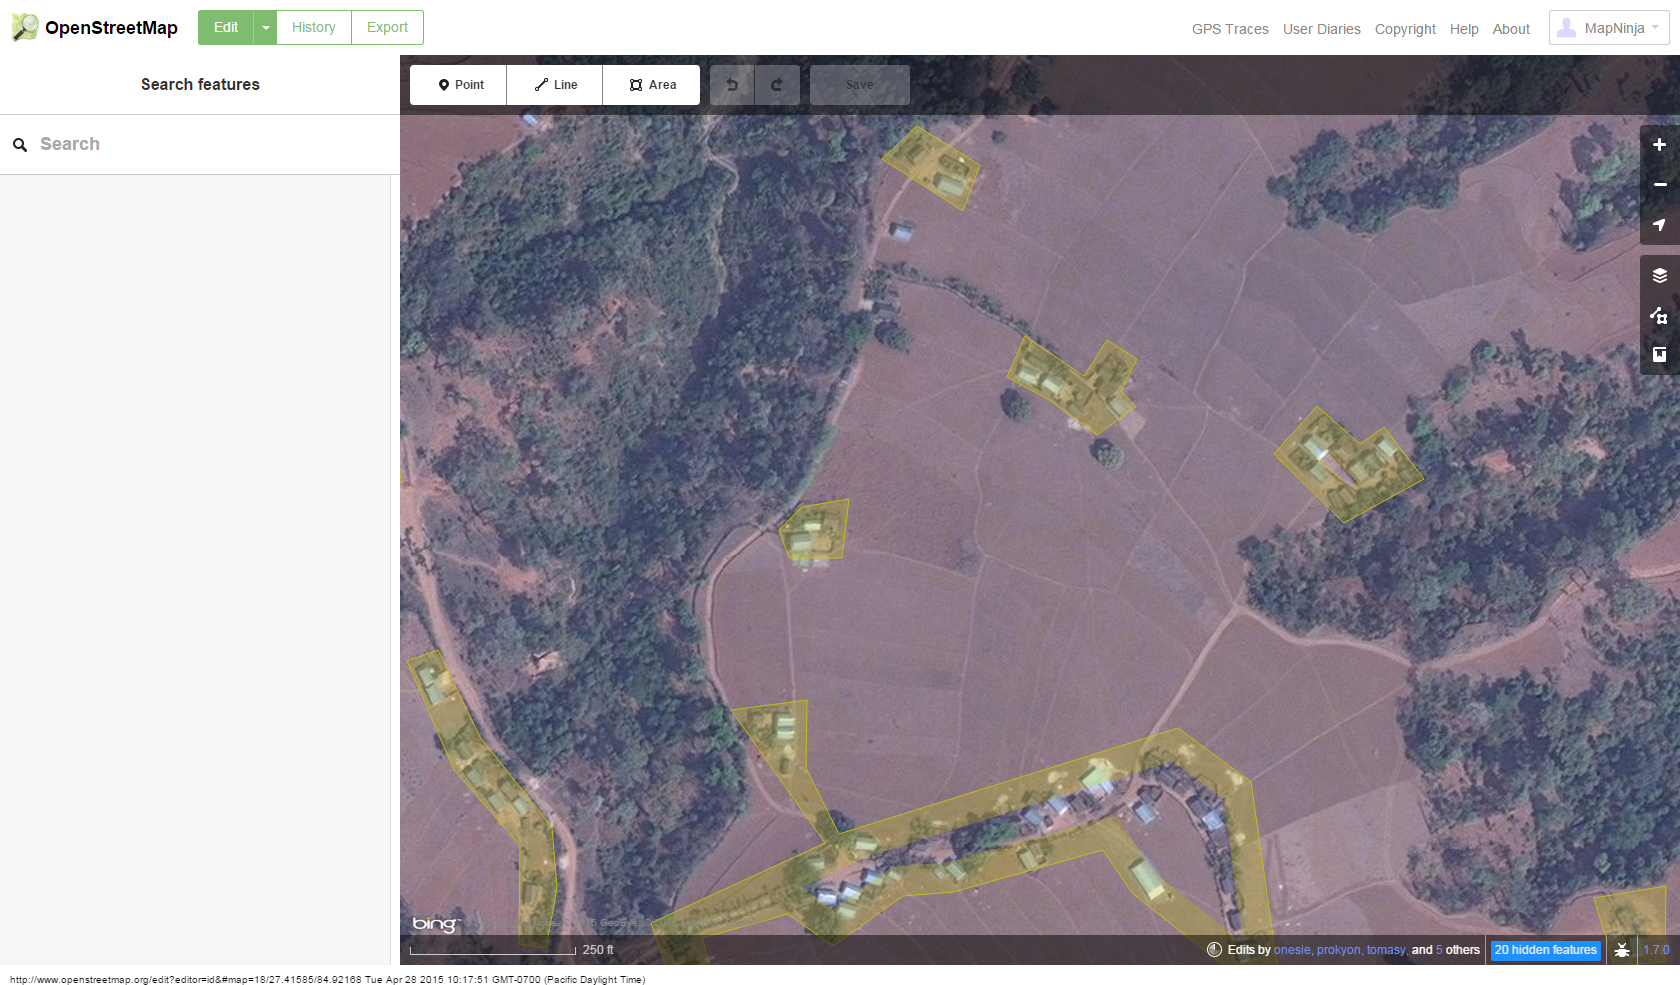 OpenStreetMap
Edit
History
Export
GPS Traces
User Diaries
Copyright
Help
About
MapNinja
Search features
Point
Line
Area
Save
Search
bing
250 ft
Edits by onesie, prokyon, tomasy, and 5 others
20 hidden features
1.7.0
http://www.openstreetmap.org/edit?editor=id&#map=18/27.41585/84.92168 Tue Apr 28 2015 10:17:51 GMT-0700 (Pacific Daylight Time)